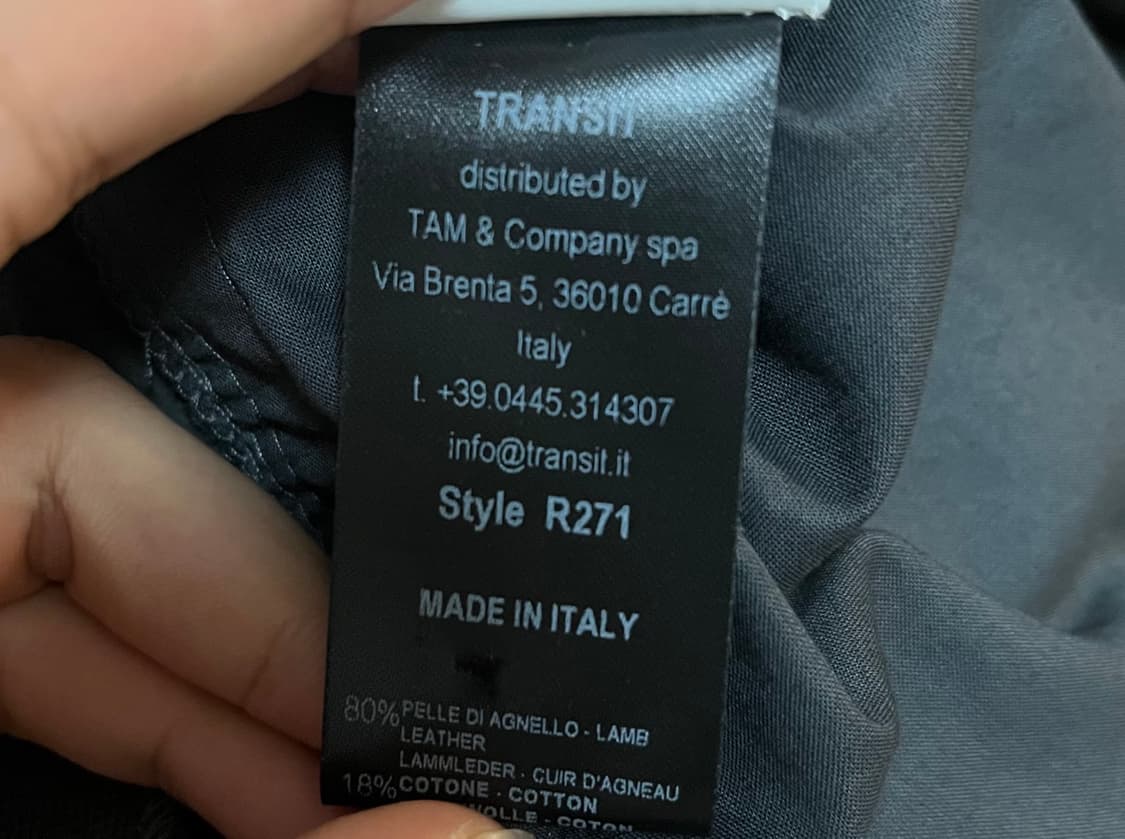 TRANSIT
distributed by
TAM & Company spa
Via Brenta 5, 36010 Carrè
Italy
t. +39.0445.314307
info@transit.it
Style R271
MADE IN ITALY
80% PELLE DI AGNELLO - LAMB
LEATHER
LAMMLEDER - CUIR D'AGNEAU
18% COTONE - COTTON
COTON